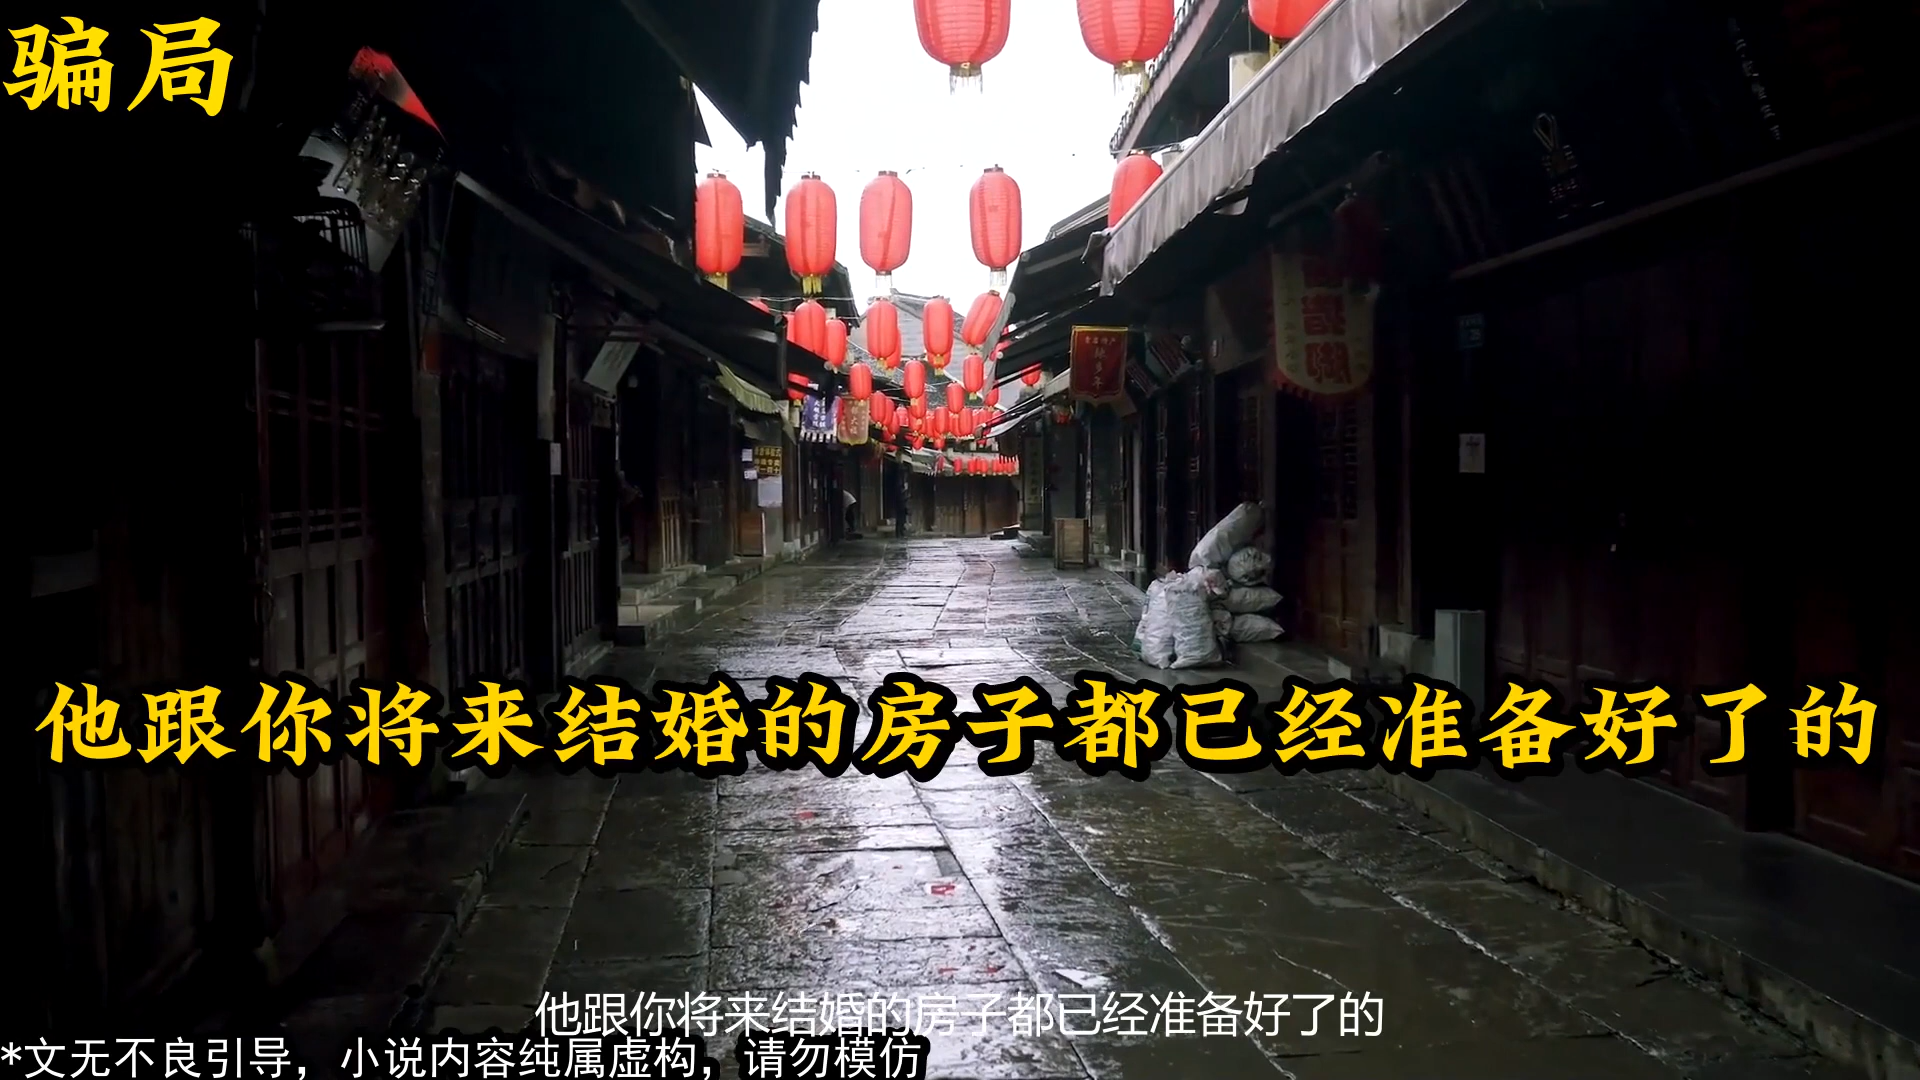 骗局
他跟你将来结婚的房子都已经准备好了的
他跟你将来结婚的房子都已经准备好了的
*文无不良引导，小说内容纯属虚构，请勿模仿